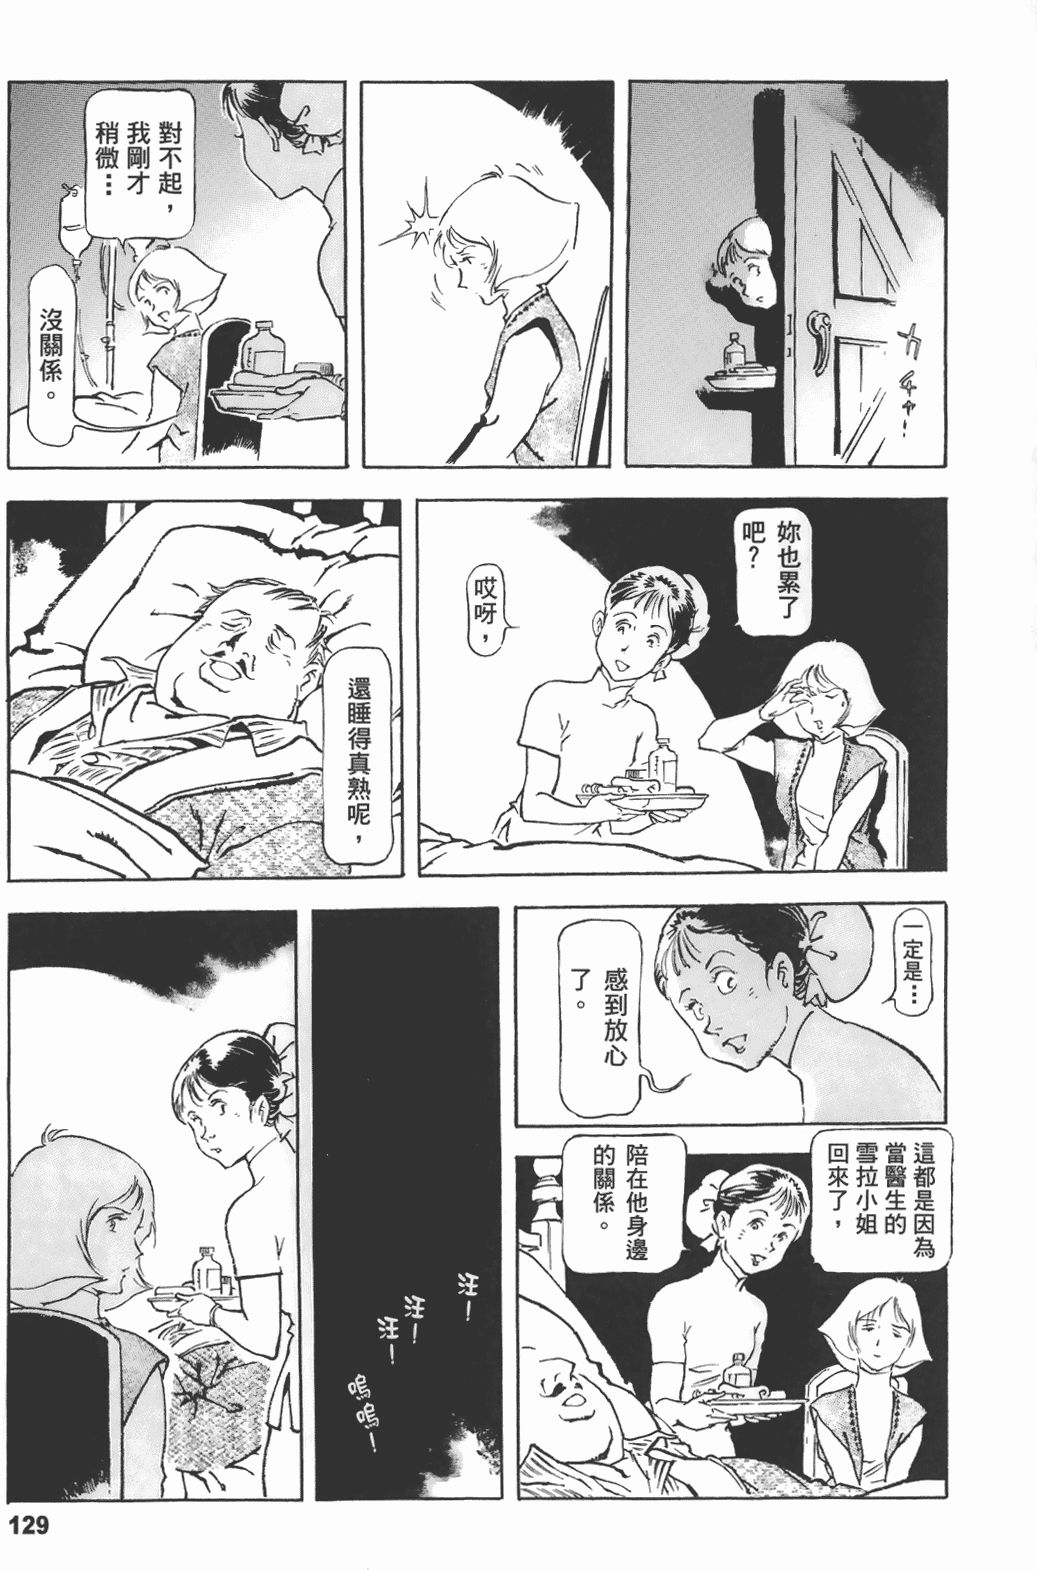 ガチャ…
對不起，
我剛才
稍微…
沒關係。
妳也累了
吧？
哎呀，
還睡得真熟呢，
一定是…
感到放心
了。
這都是因為
當醫生的
雪拉小姐
回來了，
陪在他身邊
的關係。
汪—！
汪—！
汪—！
嗚
嗚—！
129